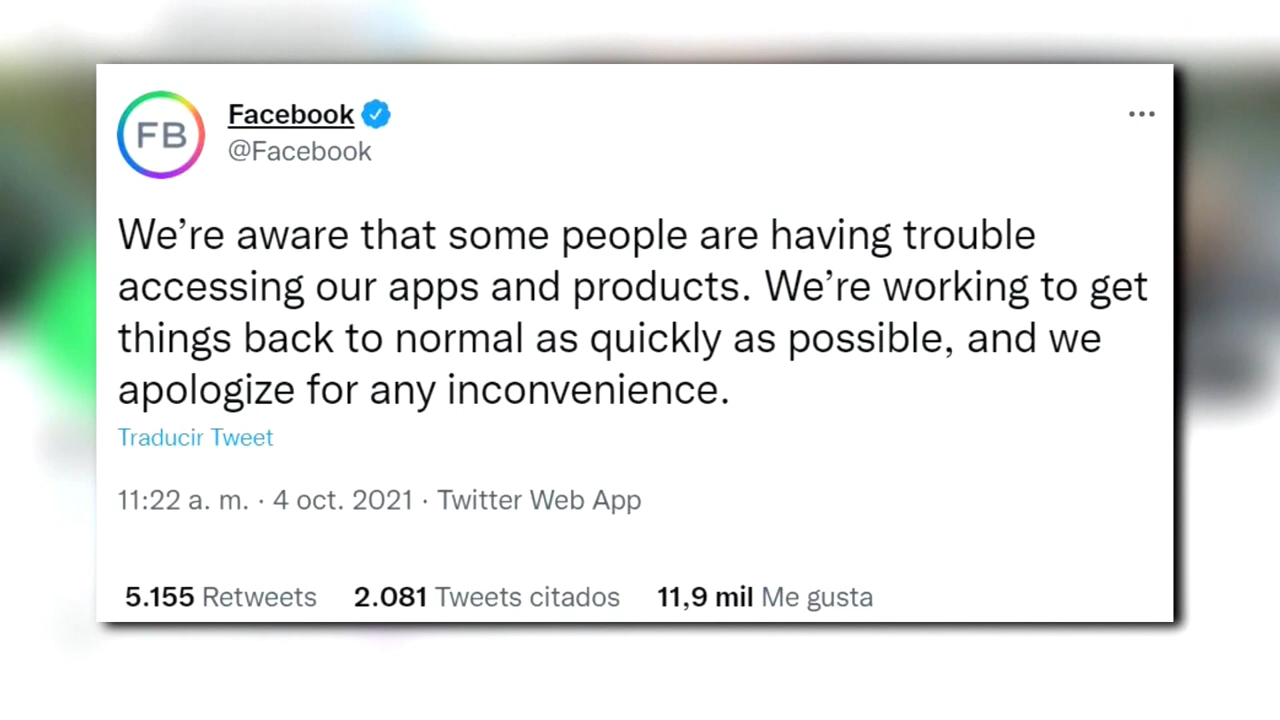 FB
Facebook
@Facebook
We’re aware that some people are having trouble
accessing our apps and products. We’re working to get
things back to normal as quickly as possible, and we
apologize for any inconvenience.
Traducir Tweet
11:22 a. m. · 4 oct. 2021 · Twitter Web App
5.155 Retweets 2.081 Tweets citados 11,9 mil Me gusta